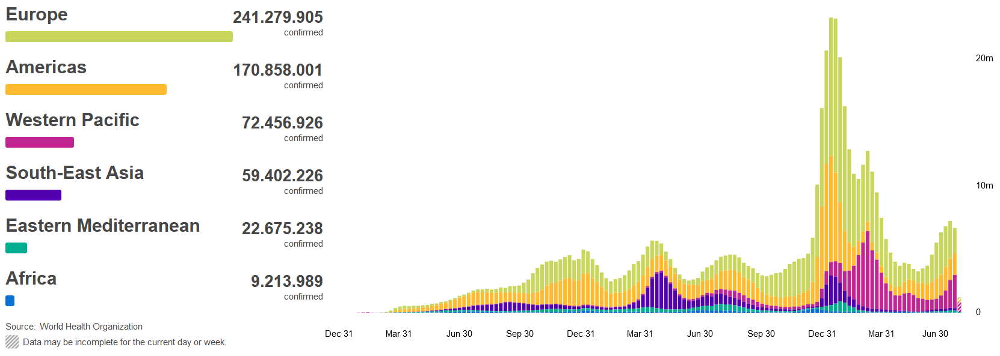 Europe
241.279.905
confirmed
Americas
170.858.001
confirmed
Western Pacific
72.456.926
confirmed
South-East Asia
59.402.226
confirmed
Eastern Mediterranean
22.675.238
confirmed
Africa
9.213.989
confirmed
Source: World Health Organization
Data may be incomplete for the current day or week.
20m
10m
0
Dec 31 Mar 31 Jun 30 Sep 30 Dec 31 Mar 31 Jun 30 Sep 30 Dec 31 Mar 31 Jun 30